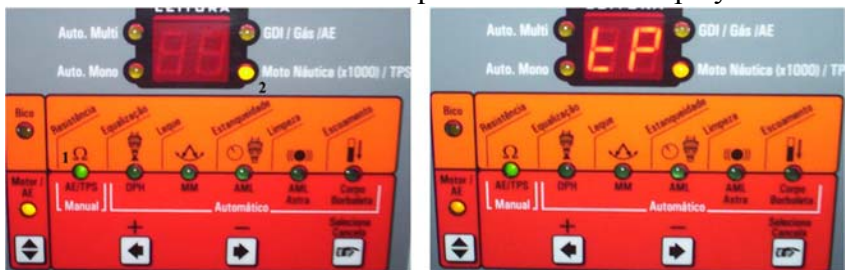 LEITURA
Auto. Multi
GDI / Gás /AE
Auto. Mono
Moto Náutica (x1000) / TPS
2
Bico
Resistência
Equalização
Leque
Estanqueidade
Limpeza
Escoamento
1
Ω
Motor /
AE
AE/TPS
DPH
MM
AML
AML
Astra
Corpo
Borboleta
Manual
Automático
+
−
Seleciona
Cancela
Auto. Multi
GDI / Gás /AE
Auto. Mono
tP
Moto Náutica (x1000) / TP
Bico
Resistência
Equalização
Leque
Estanqueidade
Limpeza
Escoamento
Ω
Motor /
AE
AE/TPS
DPH
MM
AML
AML
Astra
Corpo
Borboleta
Manual
Automático
+
−
Seleciona
Cancela